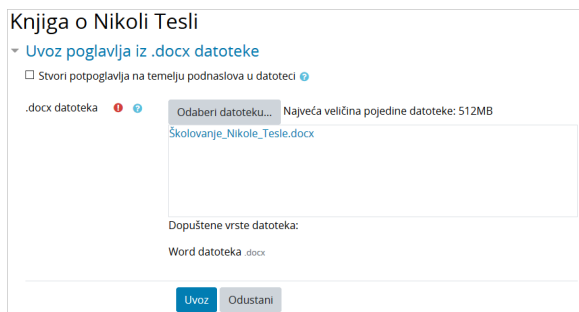 Knjiga o Nikoli Tesli
Uvoz poglavlja iz .docx datoteke
Stvori potpoglavlja na temelju podnaslova u datoteci
.docx datoteka
Odaberi datoteku... Najveća veličina pojedine datoteke: 512MB
Školovanje_Nikole_Tesle.docx
Dopuštene vrste datoteka:
Word datoteka .docx
Uvoz Odustani